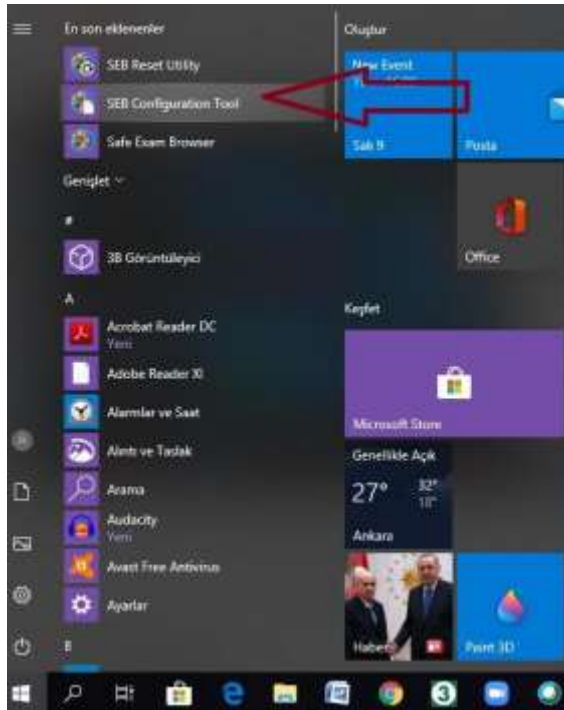 En son eklenenler
SEB Reset Utility
SEB Configuration Tool
Safe Exam Browser
Genişlet
#
3B Görüntüleyici
A
Acrobat Reader DC
Yeni
Adobe Reader XI
Alarmlar ve Saat
Alıntı ve Taslak
Arama
Audacity
Yeni
Avast Free Antivirus
Ayarlar
B
Oluştur
New Event
Salı 9
Posta
Office
Keşfet
Microsoft Store
Genellikle Açık
27°
32°
18°
Ankara
Haberler
Paint 3D
3